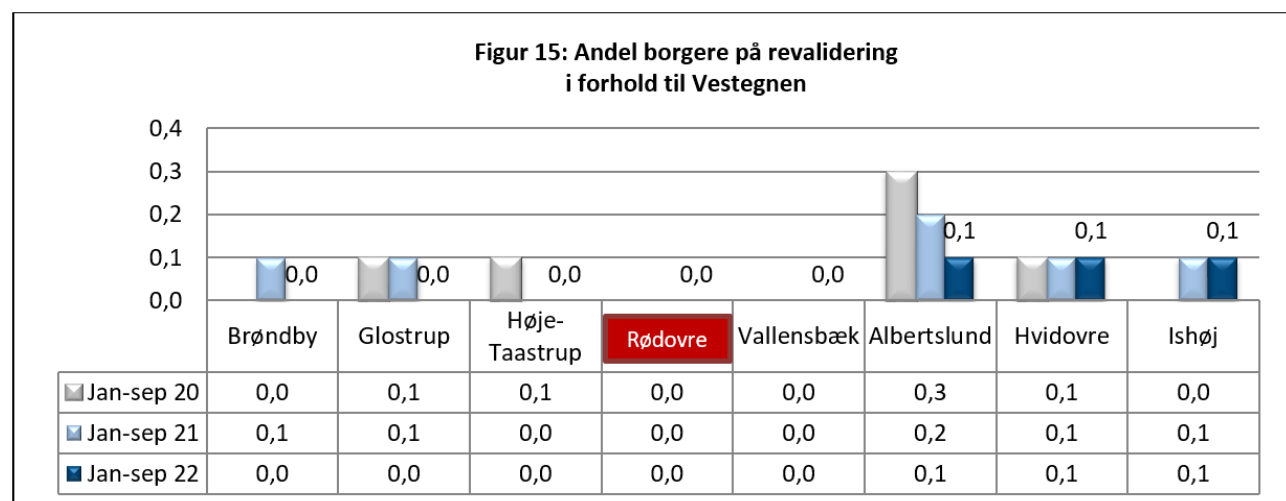 Figur 15: Andel borgere på revalidering
i forhold til Vestegnen
0,4
0,3
0,2
0,1
0,0
0,0 0,0 0,0 0,0 0,0 0,1 0,1 0,1
Brøndby Glostrup Høje-Taastrup Rødovre Vallensbæk Albertslund Hvidovre Ishøj
Jan-sep 20 0,0 0,1 0,1 0,0 0,0 0,3 0,1 0,0
Jan-sep 21 0,1 0,1 0,0 0,0 0,0 0,2 0,1 0,1
Jan-sep 22 0,0 0,0 0,0 0,0 0,0 0,1 0,1 0,1